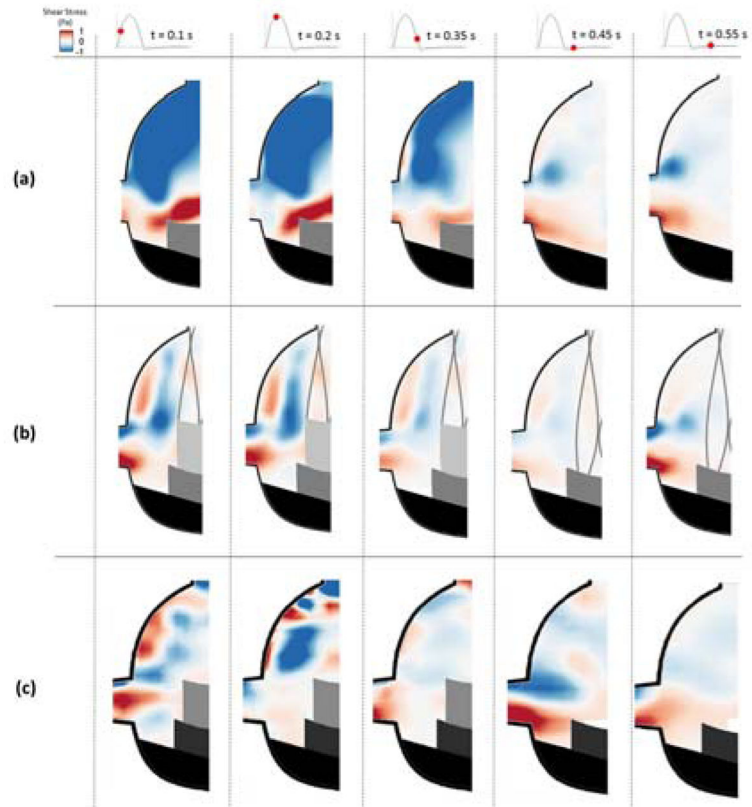 Shear Stress
(Pa)
1
0
-1
t = 0.1 s
t = 0.2 s
t = 0.35 s
t = 0.45 s
t = 0.55 s
(a)
(b)
(c)